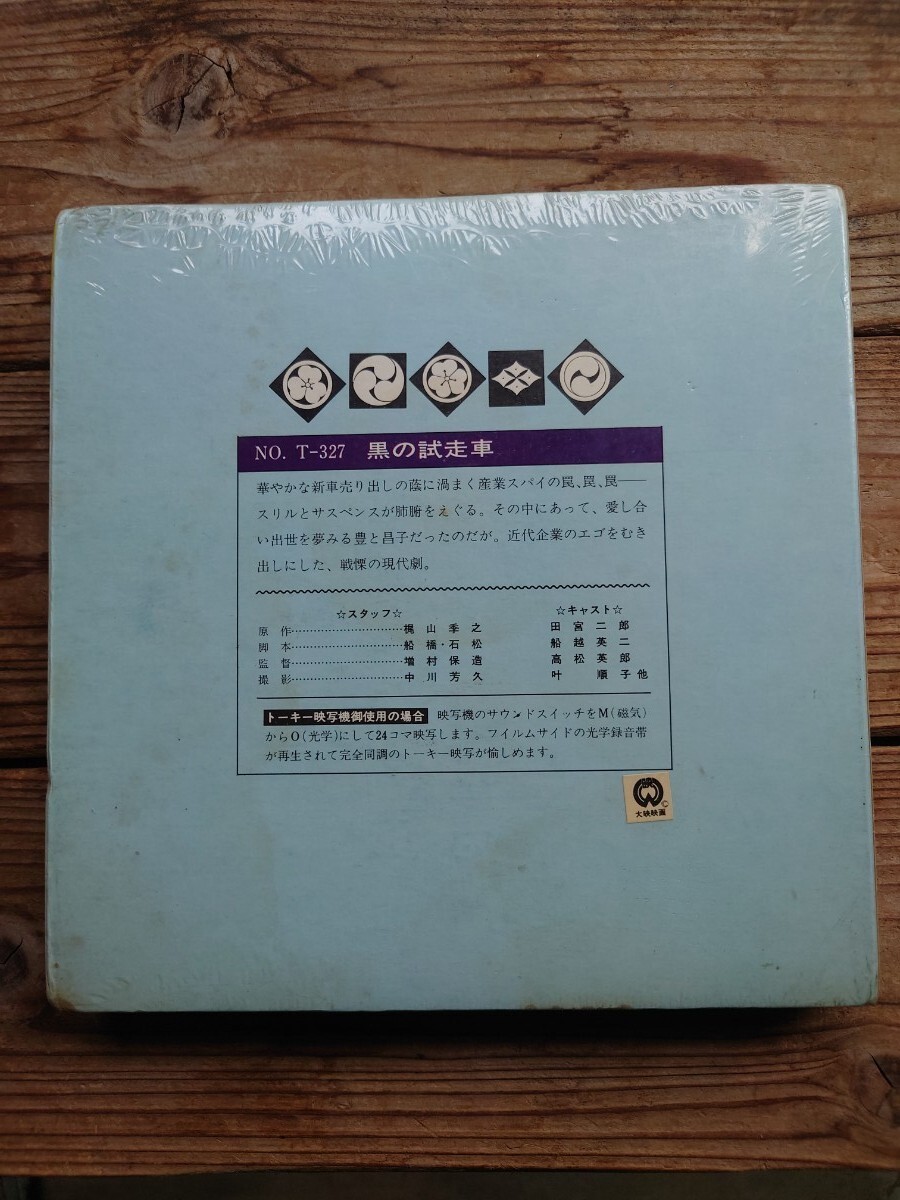 NO. T-327 黒の試走車
華やかな新車売り出しの蔭に渦まく産業スパイの罠、罠、罠──
スリルとサスペンスが肺腑をえぐる。その中にあって、愛し合
い出世を夢みる豊と昌子だったのだが。近代企業のエゴをむき
出しにした、戦慄の現代劇。
☆スタッフ☆
原作…………………………梶山季之
脚本…………………………船橋・石松
監督…………………………増村保造
撮影…………………………中川芳久
☆キャスト☆
田宮二郎
船越英二
高松英郎
叶順子他
トーキー映写機御使用の場合 映写機のサウンドスイッチをM(磁気)
からO(光学)にして24コマ映写します。フイルムサイドの光学録音帯
が再生されて完全同調のトーキー映写が愉しめます。
©
大映映画